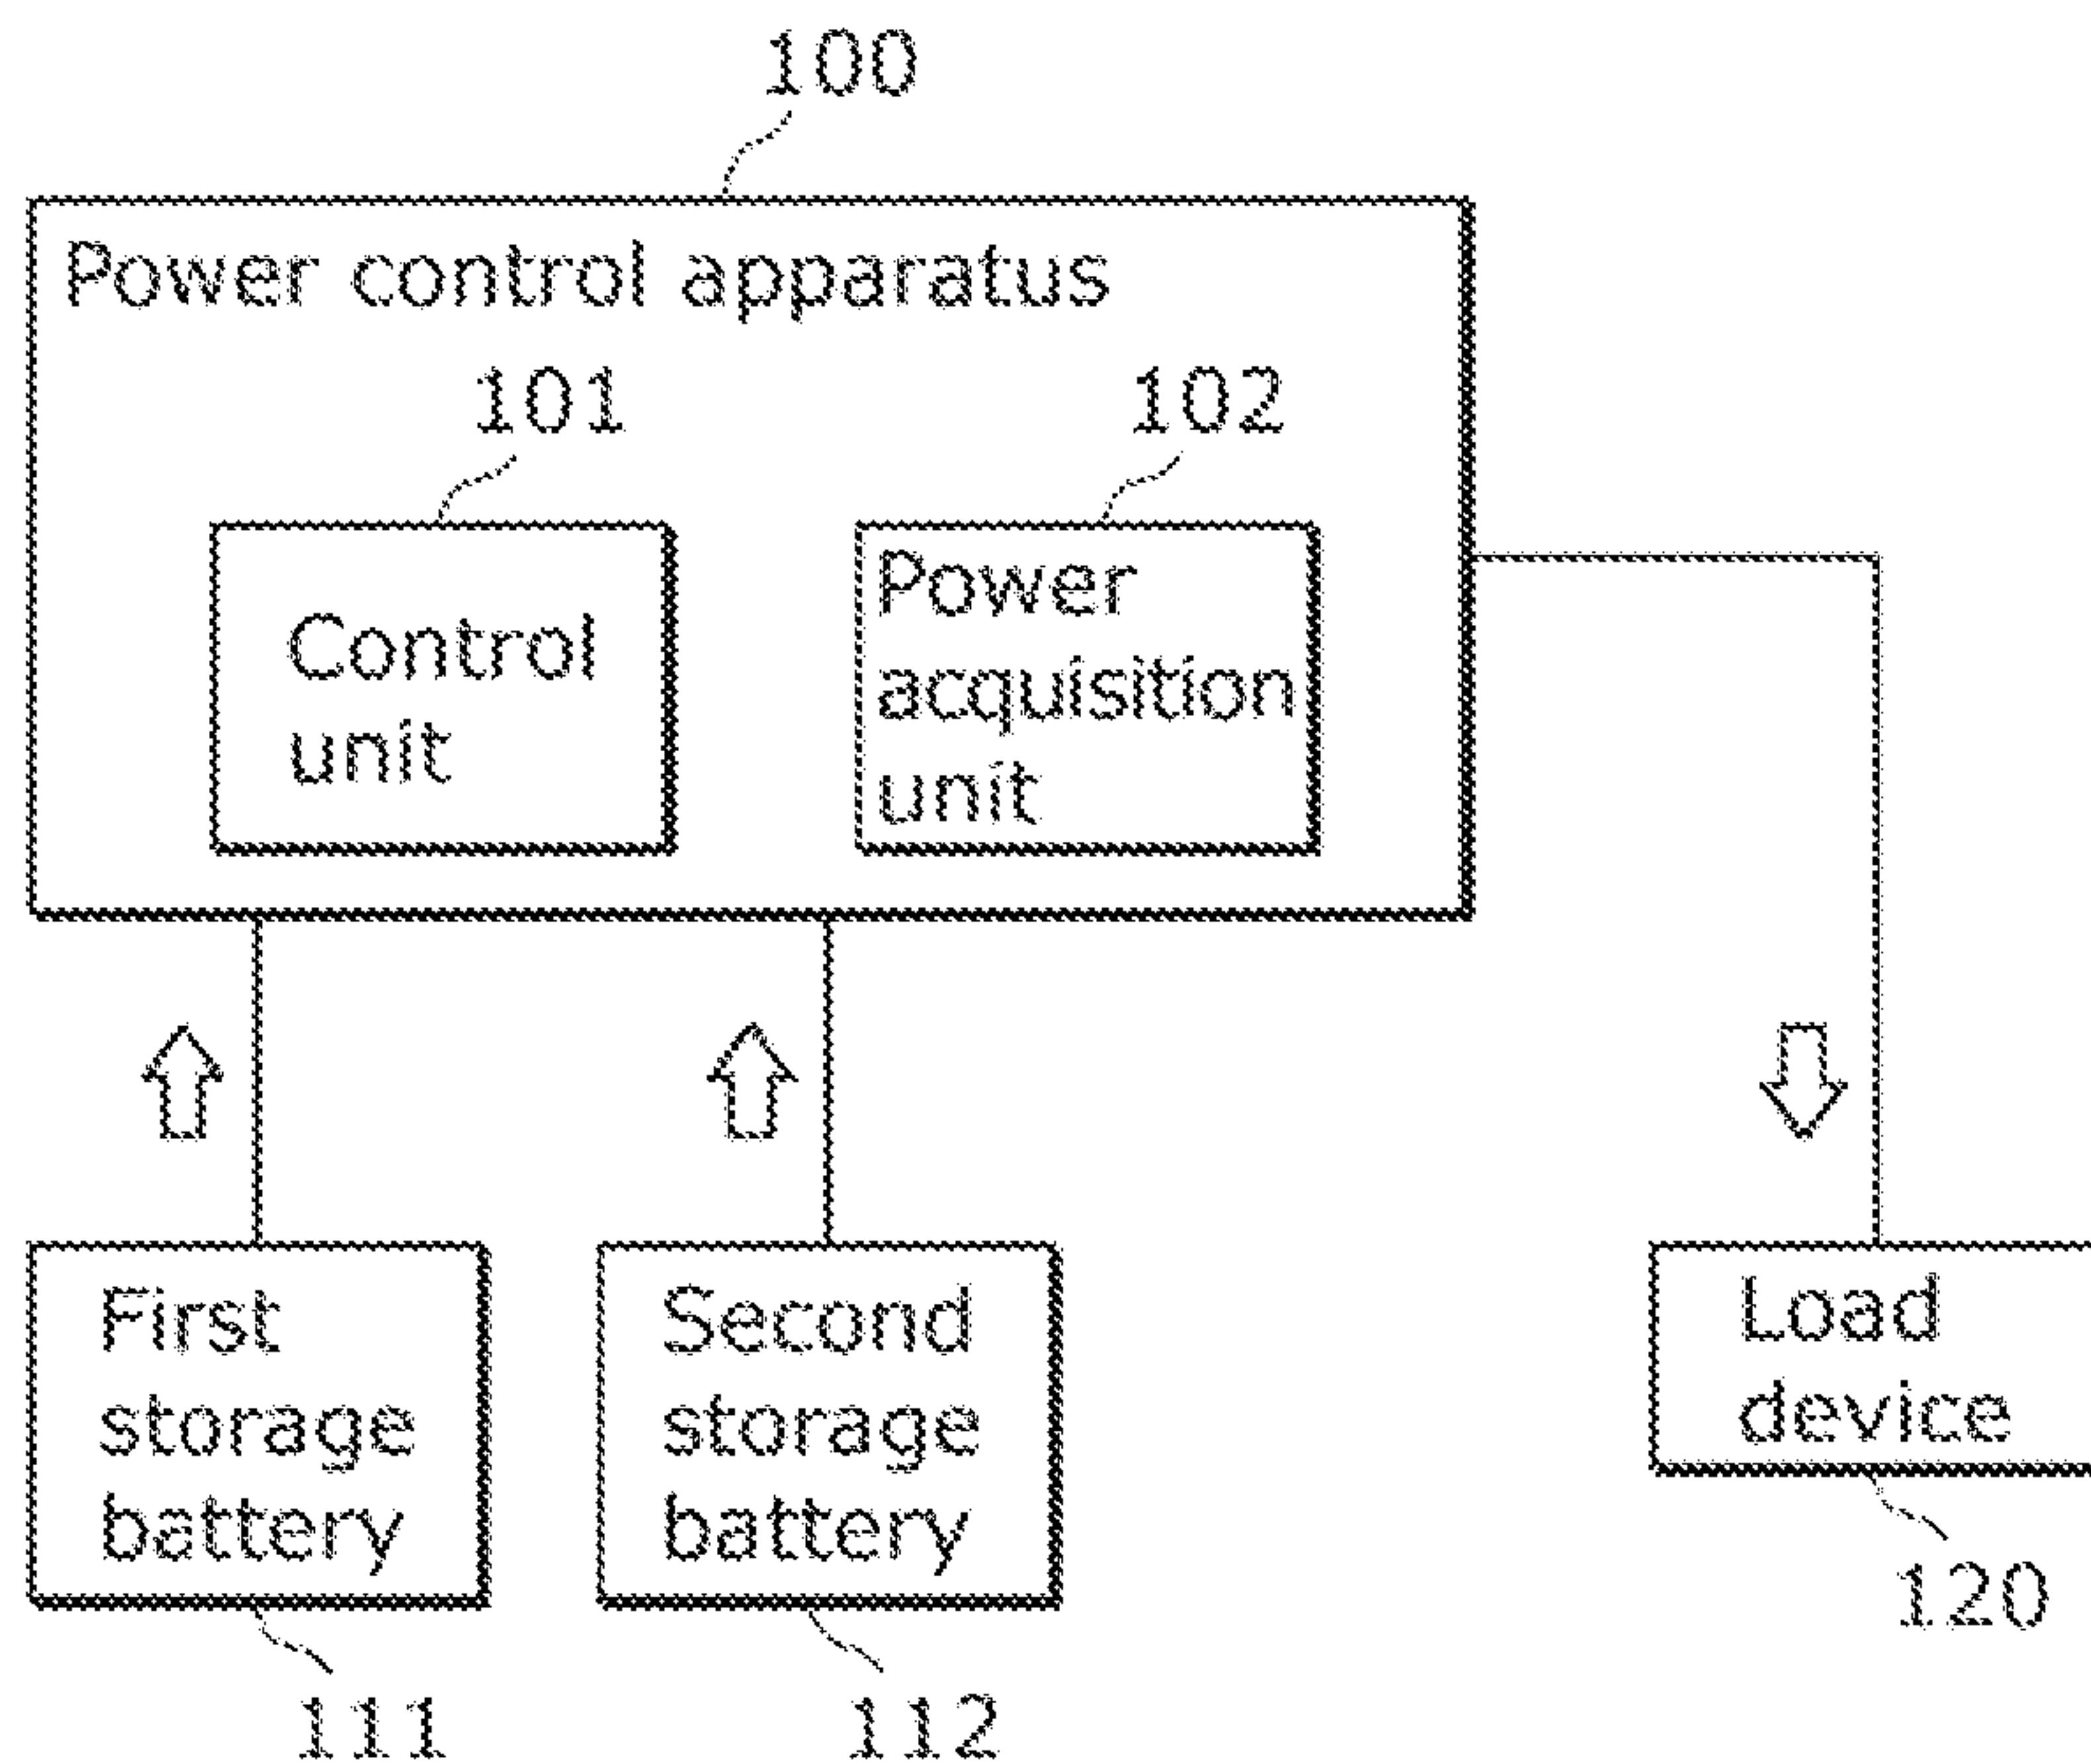 100
Power control apparatus
101
102
Control
unit
Power
acquisition
unit
First
storage
battery
Second
storage
battery
Load
device
111
112
120